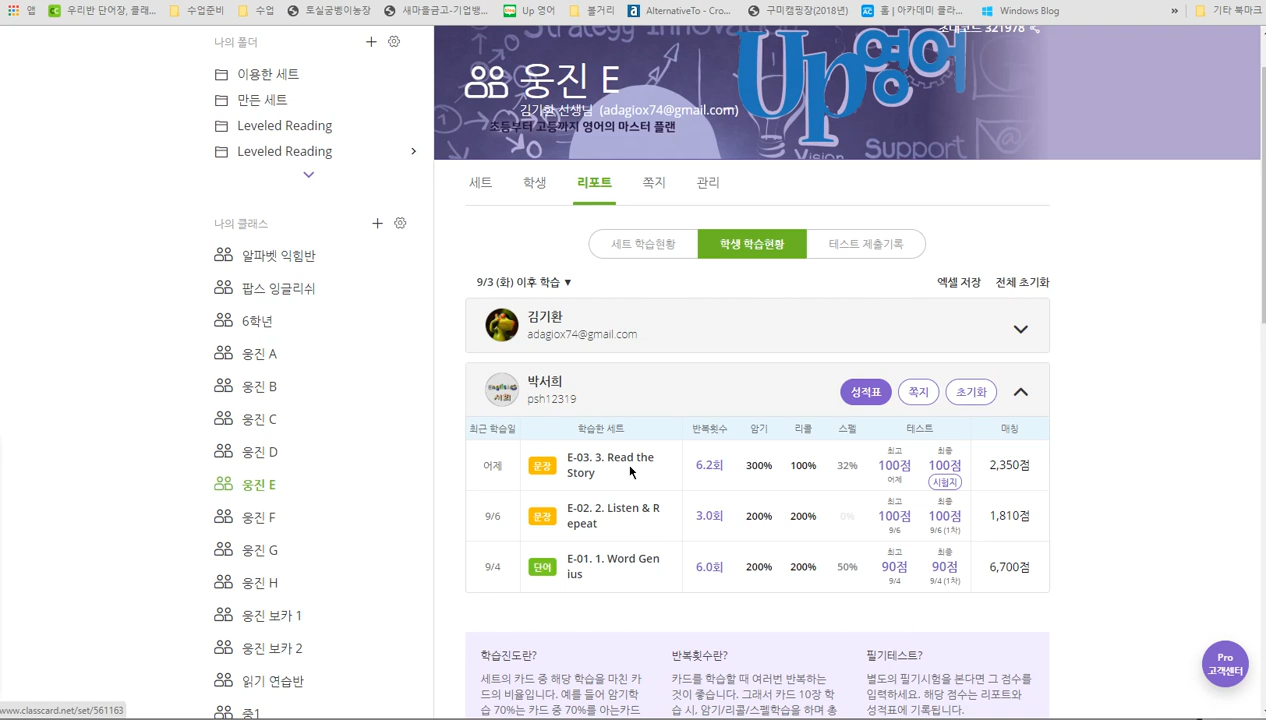 앱 우리반 단어장, 플래... 수업준비 수업 토실굼벵이농장 새마을금고-기업뱅... Up 영어 볼거리 AlternativeTo - Cro... 구미캠핑장(2018년) 홈 | 아카데미 클라... Windows Blog » 기타 북마크
나의 폴더
이용한 세트
만든 세트
Leveled Reading
Leveled Reading
나의 클래스
알파벳 익힘반
팝스 잉글리쉬
6학년
웅진 A
웅진 B
웅진 C
웅진 D
웅진 E
웅진 F
웅진 G
웅진 H
웅진 보카 1
웅진 보카 2
읽기 연습반
중1
www.classcard.net/set/561163
Strategy Innovation
초대코드 321978
웅진 E
Up영어
김기환 선생님 (adagiox74@gmail.com)
초등부터 고등까지 영어의 마스터 플랜
Vision
Support
세트 학생 리포트 쪽지 관리
세트 학습현황 학생 학습현황 테스트 제출기록
9/3 (화) 이후 학습 ▼ 엑셀 저장 전체 초기화
김기환
adagiox74@gmail.com
박서희
psh12319
성적표 쪽지 초기화
최근 학습일 학습한 세트 반복횟수 암기 리콜 스펠 테스트 매칭
어제 문장 E-03. 3. Read the
Story
6.2회 300% 100% 32% 최고 100점 어제 최종 100점 시험지 2,350점
9/6 문장 E-02. 2. Listen & R
epeat
3.0회 200% 200% 0% 최고 100점 9/6 최종 100점 9/6 (1차) 1,810점
9/4 단어 E-01. 1. Word Gen
ius
6.0회 200% 200% 50% 최고 90점 9/4 최종 90점 9/4 (1차) 6,700점
학습진도란?
세트의 카드중 해당 학습을 마친 카
드의 비율입니다. 예를 들어 암기학
습 70%는 카드 중 70%를 아는카드
반복횟수란?
카드를 학습할 때 여러번 반복하는
것이 좋습니다. 그래서 카드 10장 학
습 시, 암기/리콜/스펠학습을 하며 총
필기테스트?
별도의 필기시험을 본다면 그 점수를
입력하세요. 해당 점수는 리포트와
성적표에 기록됩니다.
Pro
고객센터